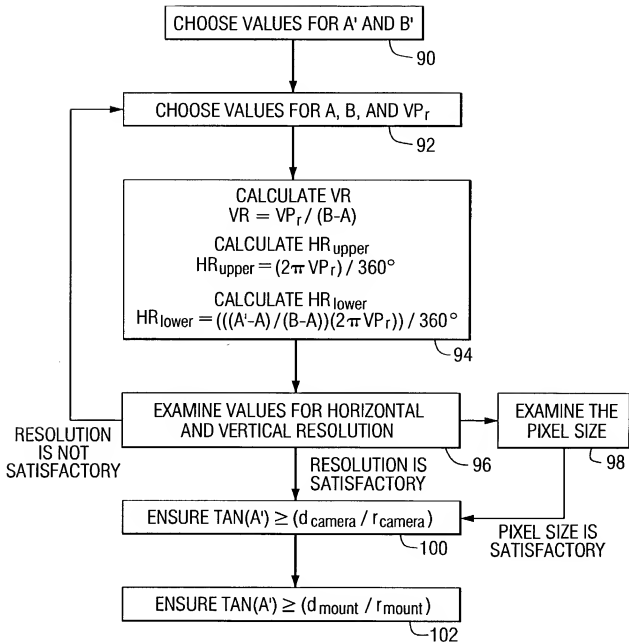 CHOOSE VALUES FOR A' AND B'
90
CHOOSE VALUES FOR A, B, AND VPr
92
CALCULATE VR
VR = VPr / (B-A)
CALCULATE HRupper
HRupper = (2π VPr) / 360°
CALCULATE HRlower
HRlower = (((A'-A) / (B-A))(2π VPr)) / 360°
94
EXAMINE VALUES FOR HORIZONTAL
AND VERTICAL RESOLUTION
96
EXAMINE THE
PIXEL SIZE
98
RESOLUTION
IS NOT
SATISFACTORY
RESOLUTION IS
SATISFACTORY
ENSURE TAN(A') ≥ (dcamera / rcamera)
100
PIXEL SIZE IS
SATISFACTORY
ENSURE TAN(A') ≥ (dmount / rmount)
102